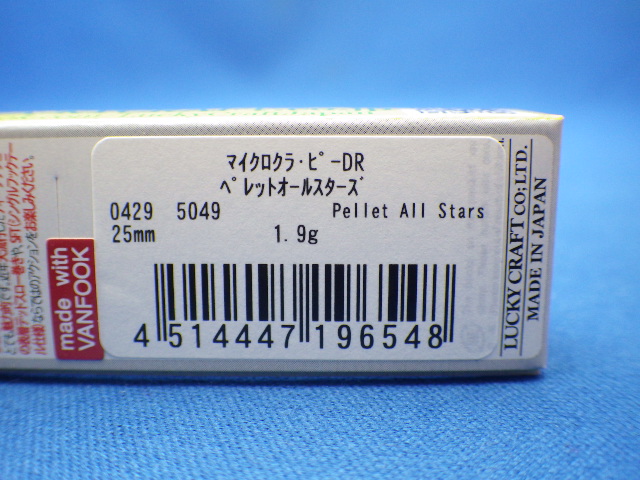 マイクロクラ・ピーDR
ペレットオールスターズ
0429 5049 Pellet All Stars
25mm 1.9g
4 514447 196548
made with
VANFOOK
LUCKY CRAFT CO;LTD.
MADE IN JAPAN